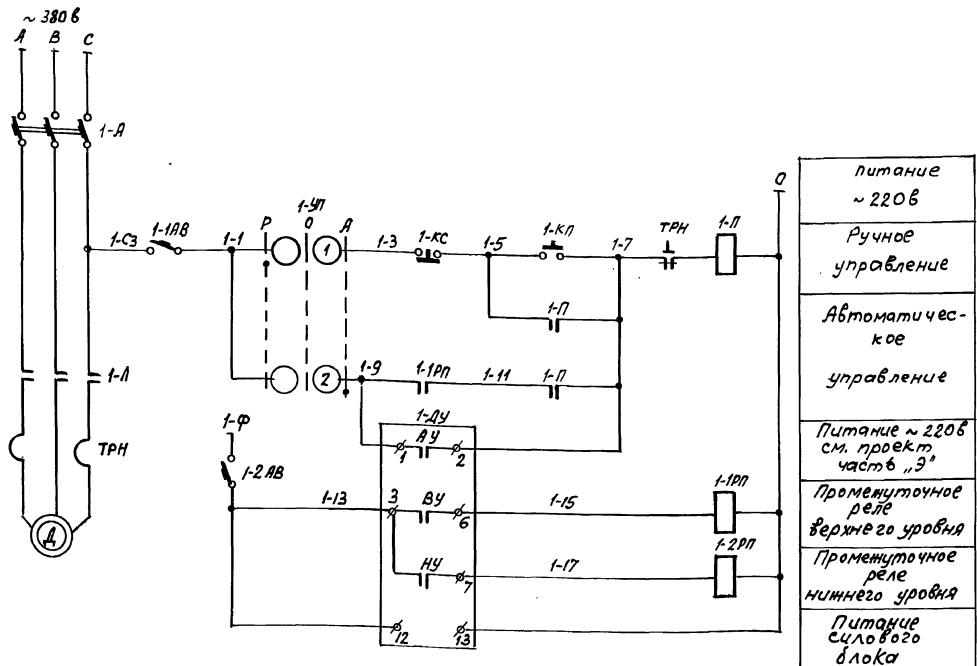 ~ 380 в
А В С
1-А
1-С3
1-1АВ
1-1
1-УП
Р О А
1
1-3
1-КС
1-5
1-КП
1-7
ТРН
1-П
О
1-П
2
1-9
1-1РП
1-11
1-П
1-Л
ТРН
Д
1-Ф
1-2АВ
1-ДУ
1
АУ
2
1-13
3
ВУ
6
1-15
1-1РП
НУ
7
1-17
1-2РП
12
13
питание
~ 220в
Ручное
управление
Автоматичес-
кое
управление
Питание ~ 220в
см. проект
часть „Э"
Промежуточное
реле
верхнего уровня
Промежуточное
реле
нижнего уровня
Питание
силового
блока